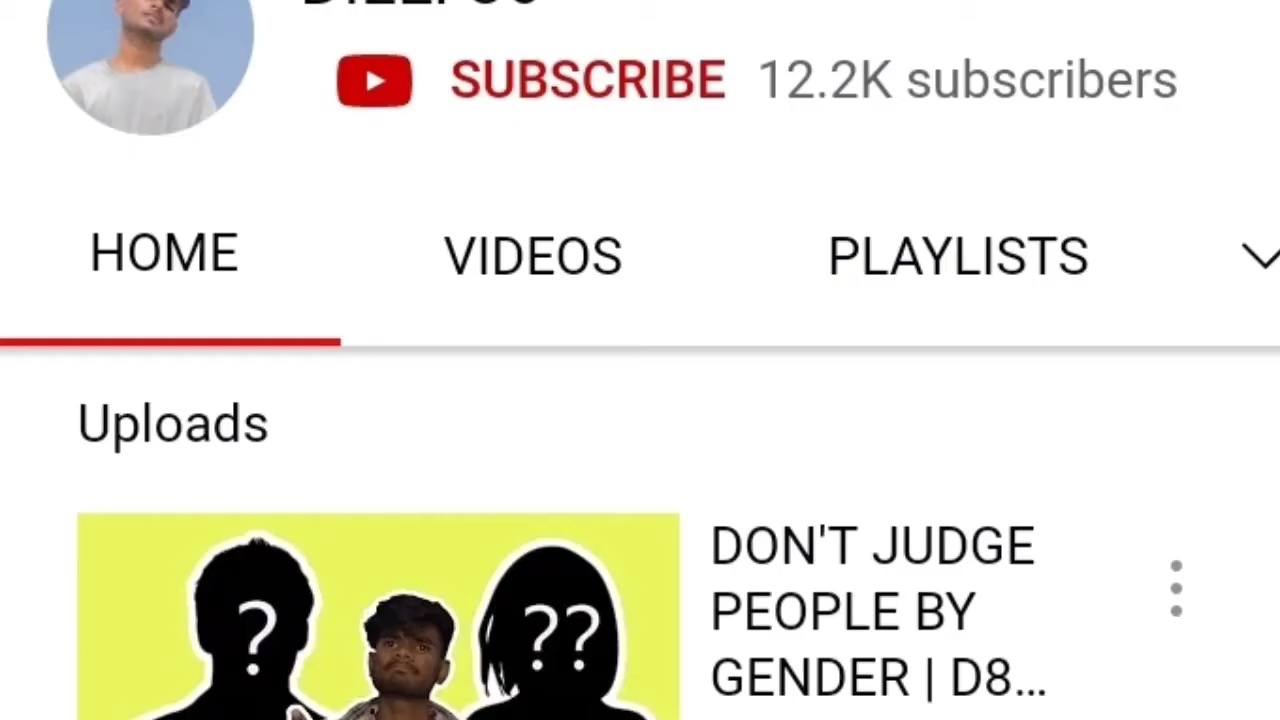 SUBSCRIBE 12.2K subscribers
HOME VIDEOS PLAYLISTS
Uploads
DON'T JUDGE
PEOPLE BY
GENDER | D8...
? ??